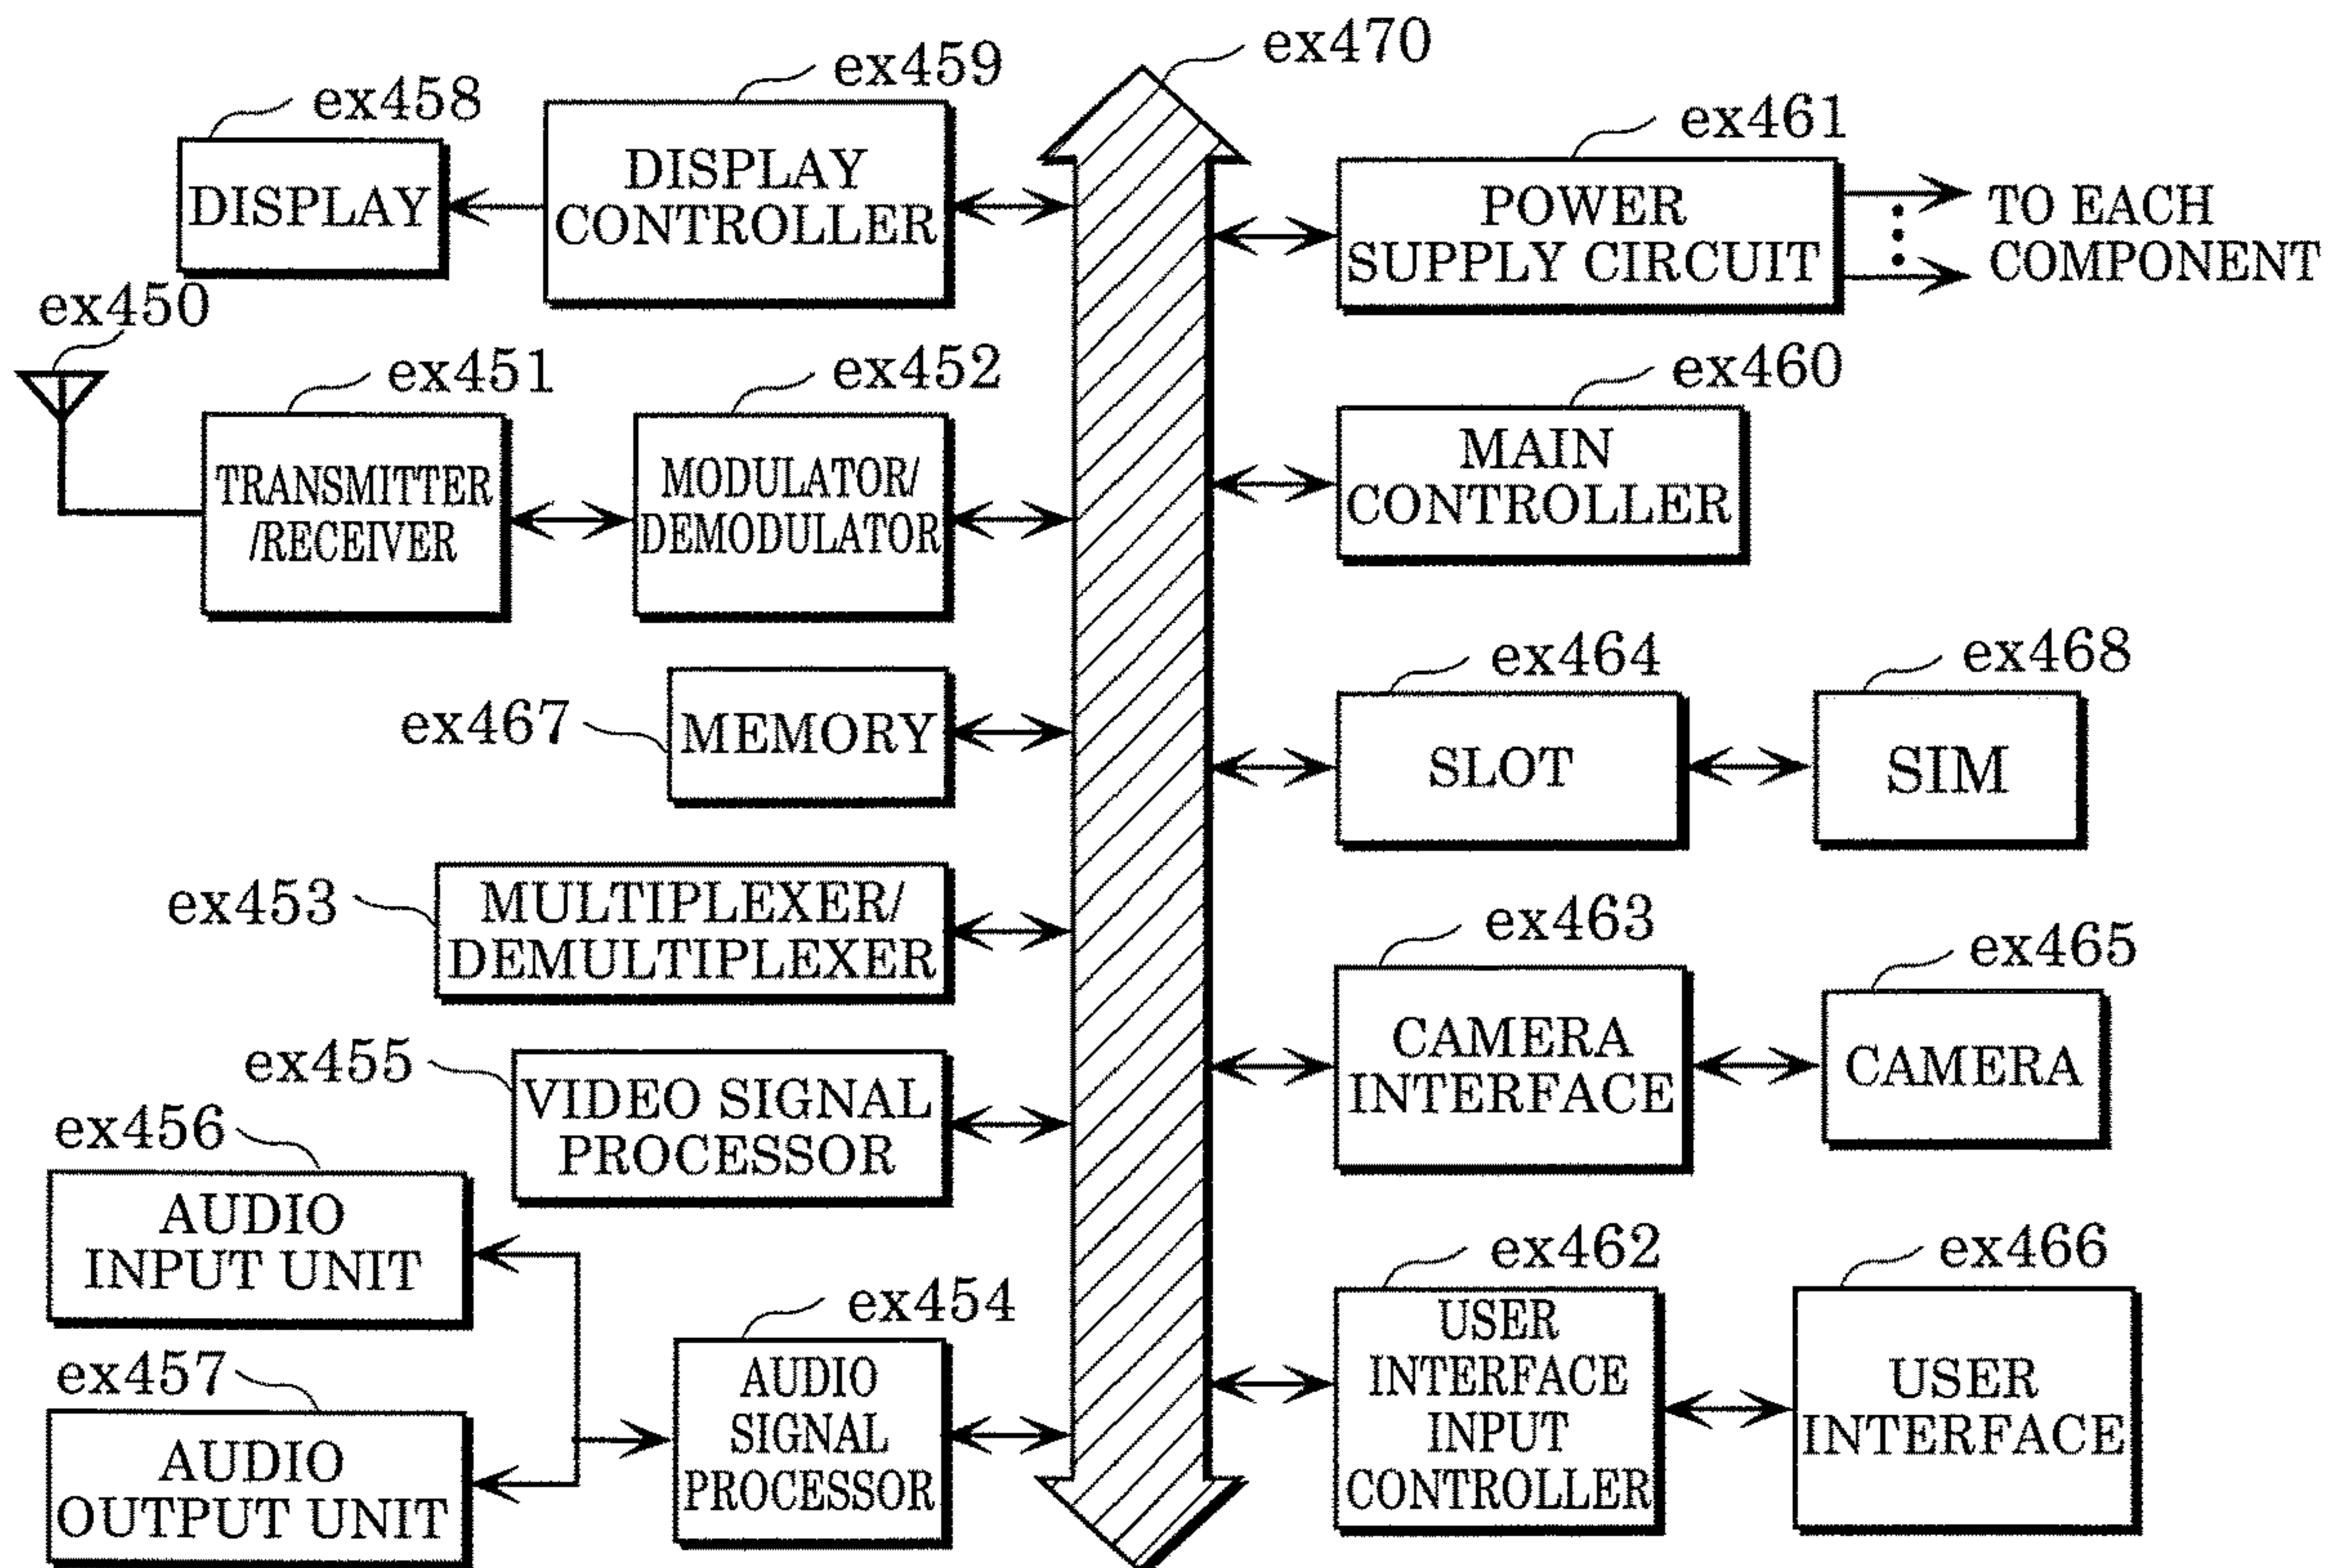 ex470
ex459
ex458
DISPLAY
DISPLAY
CONTROLLER
ex461
POWER
SUPPLY CIRCUIT
TO EACH
COMPONENT
ex450
ex451
TRANSMITTER
/RECEIVER
ex452
MODULATOR/
DEMODULATOR
ex460
MAIN
CONTROLLER
ex467
MEMORY
ex464
SLOT
ex468
SIM
ex453
MULTIPLEXER/
DEMULTIPLEXER
ex463
CAMERA
INTERFACE
ex465
CAMERA
ex455
VIDEO SIGNAL
PROCESSOR
ex456
AUDIO
INPUT UNIT
ex457
AUDIO
OUTPUT UNIT
ex454
AUDIO
SIGNAL
PROCESSOR
ex462
USER
INTERFACE
INPUT
CONTROLLER
ex466
USER
INTERFACE